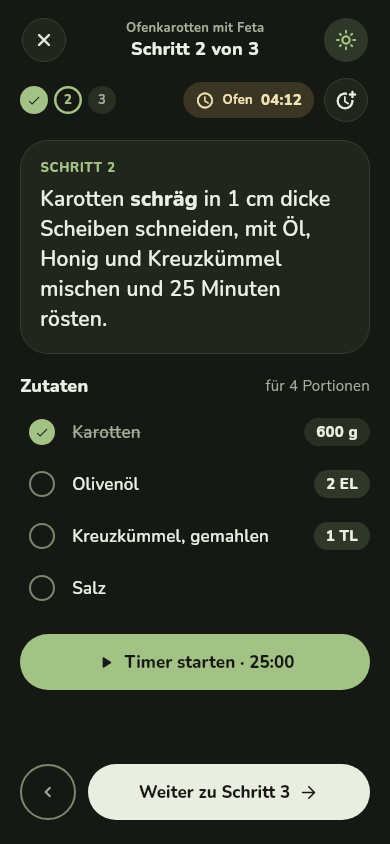 Ofenkarotten mit Feta
Schritt 2 von 3
2
3
Ofen 04:12
SCHRITT 2
Karotten schräg in 1 cm dicke
Scheiben schneiden, mit Öl,
Honig und Kreuzkümmel
mischen und 25 Minuten
rösten.
Zutaten
für 4 Portionen
Karotten
600 g
Olivenöl
2 EL
Kreuzkümmel, gemahlen
1 TL
Salz
Timer starten · 25:00
Weiter zu Schritt 3 →